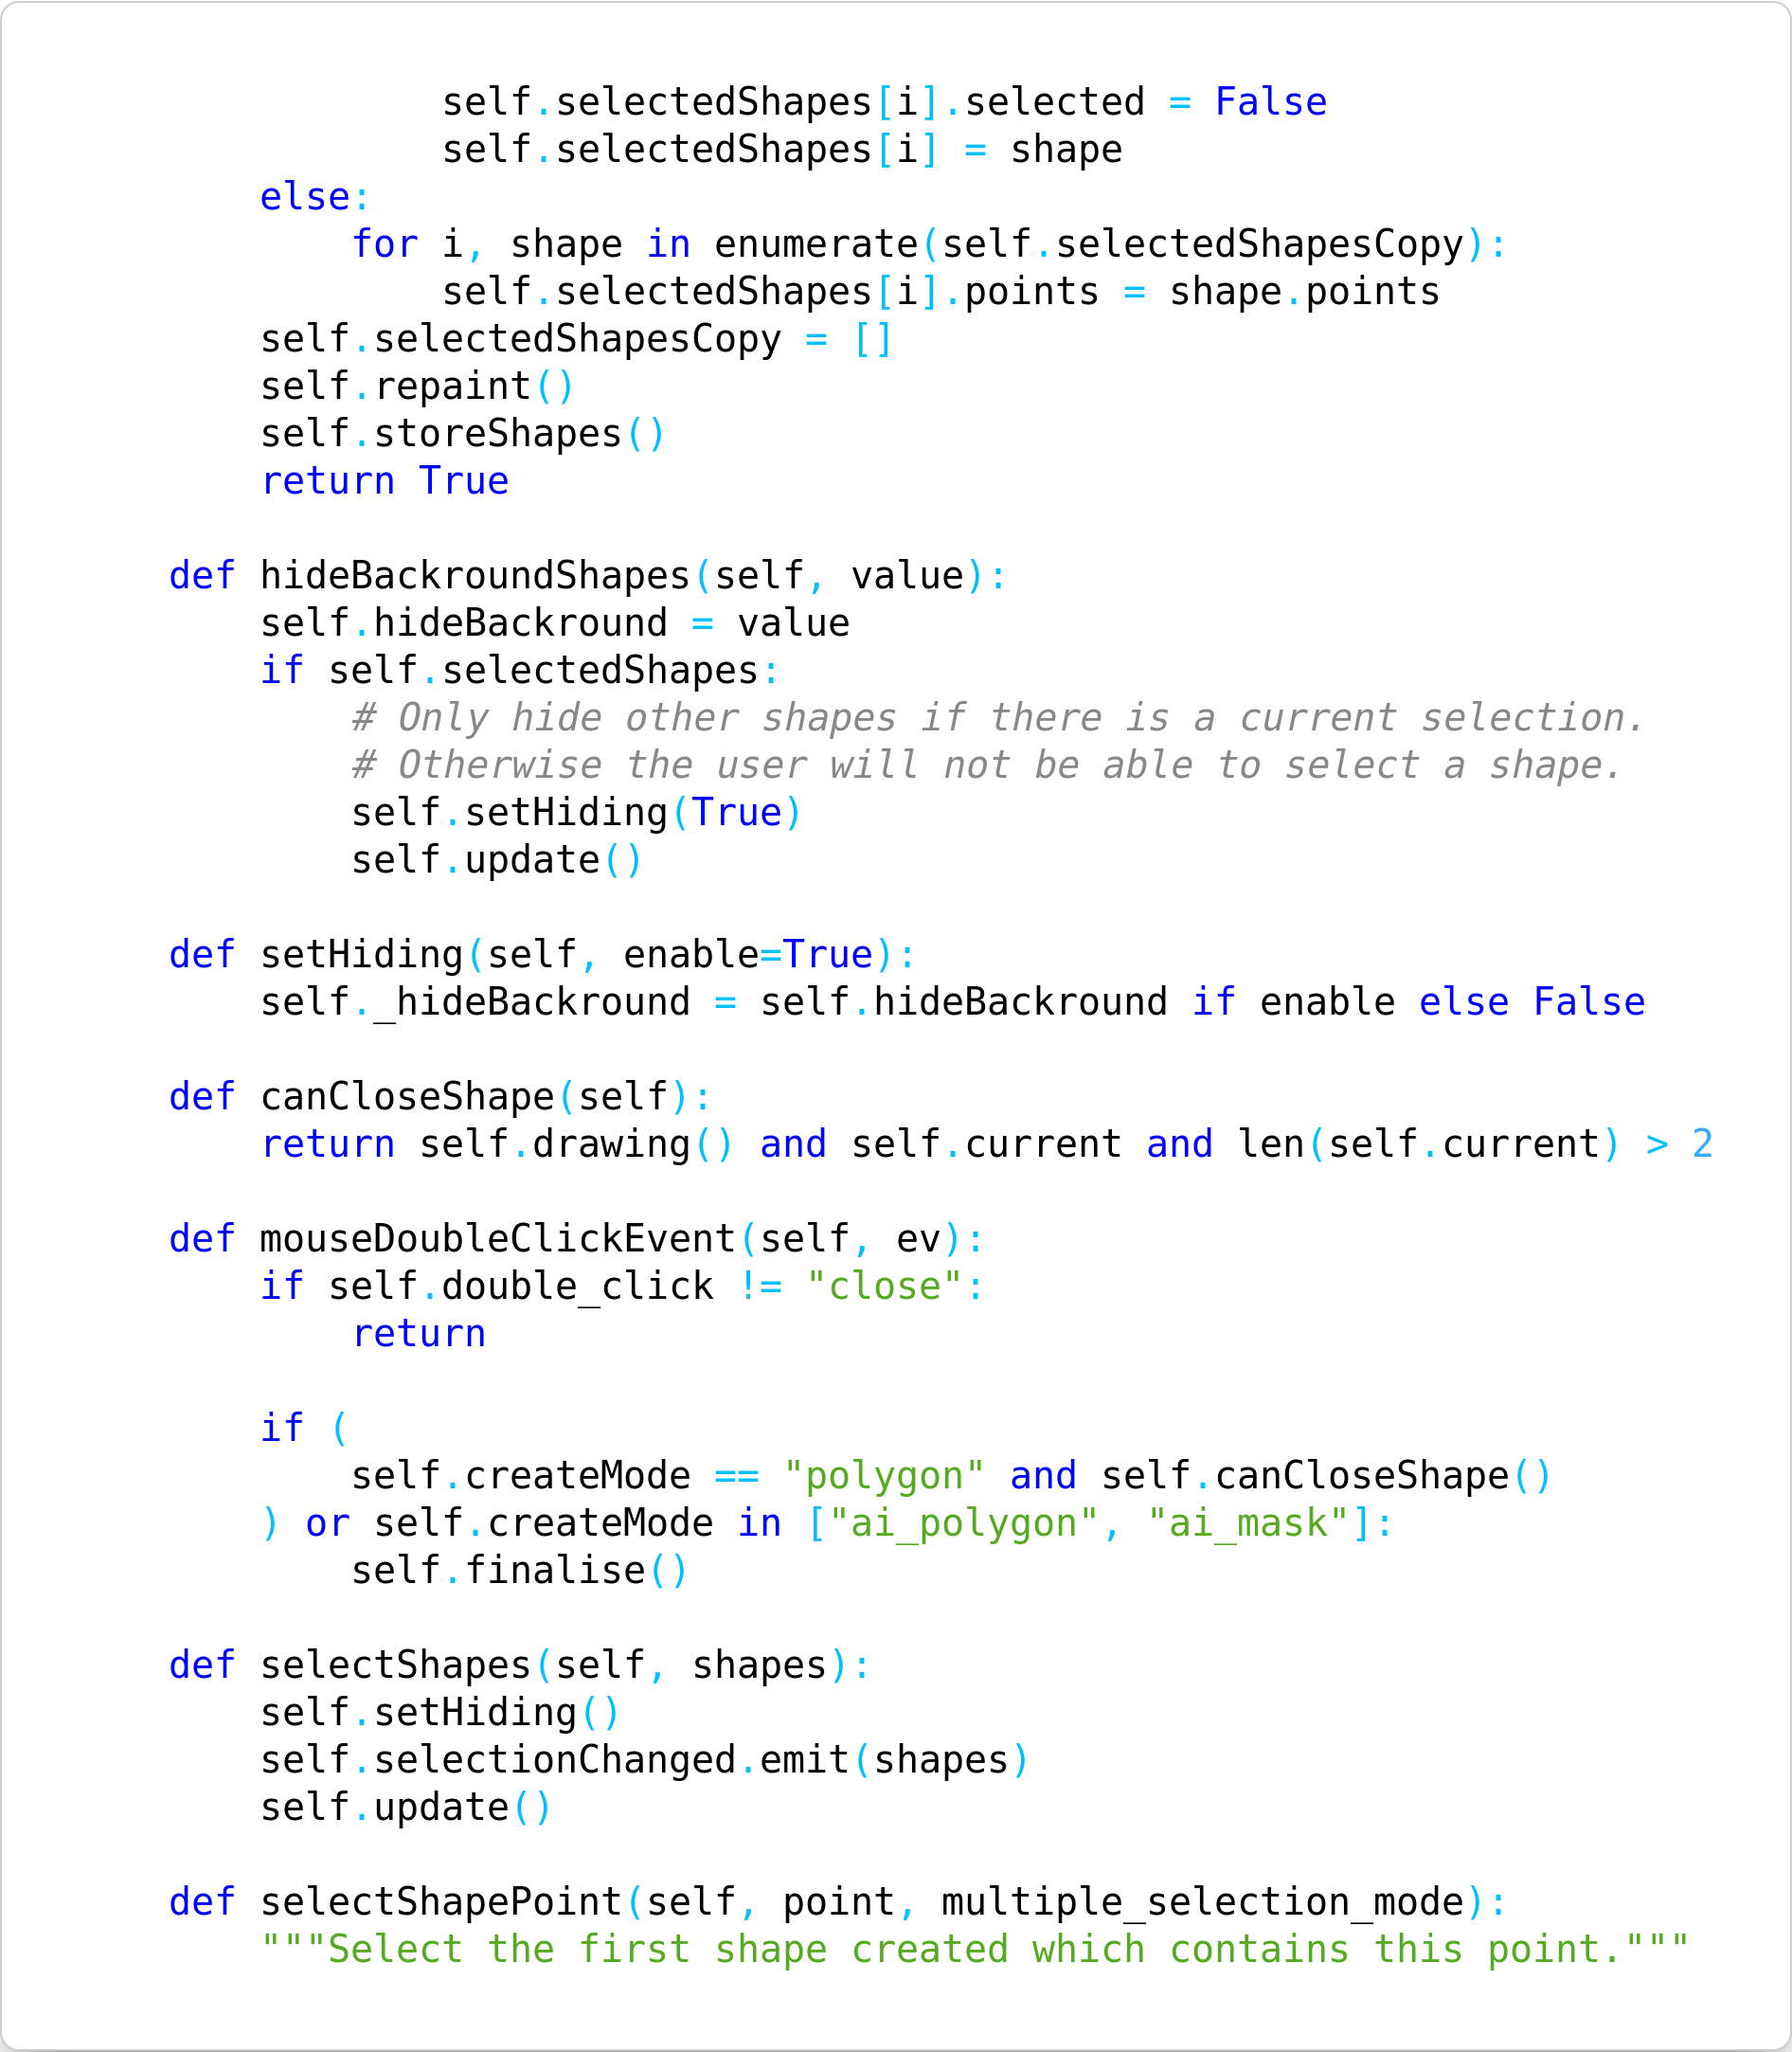 self.selectedShapes[i].selected = False
            self.selectedShapes[i] = shape
    else:
        for i, shape in enumerate(self.selectedShapesCopy):
            self.selectedShapes[i].points = shape.points
    self.selectedShapesCopy = []
    self.repaint()
    self.storeShapes()
    return True

def hideBackroundShapes(self, value):
    self.hideBackround = value
    if self.selectedShapes:
        # Only hide other shapes if there is a current selection.
        # Otherwise the user will not be able to select a shape.
        self.setHiding(True)
        self.update()

def setHiding(self, enable=True):
    self._hideBackround = self.hideBackround if enable else False

def canCloseShape(self):
    return self.drawing() and self.current and len(self.current) > 2

def mouseDoubleClickEvent(self, ev):
    if self.double_click != "close":
        return

    if (
        self.createMode == "polygon" and self.canCloseShape()
    ) or self.createMode in ["ai_polygon", "ai_mask"]:
        self.finalise()

def selectShapes(self, shapes):
    self.setHiding()
    self.selectionChanged.emit(shapes)
    self.update()

def selectShapePoint(self, point, multiple_selection_mode):
    """Select the first shape created which contains this point."""